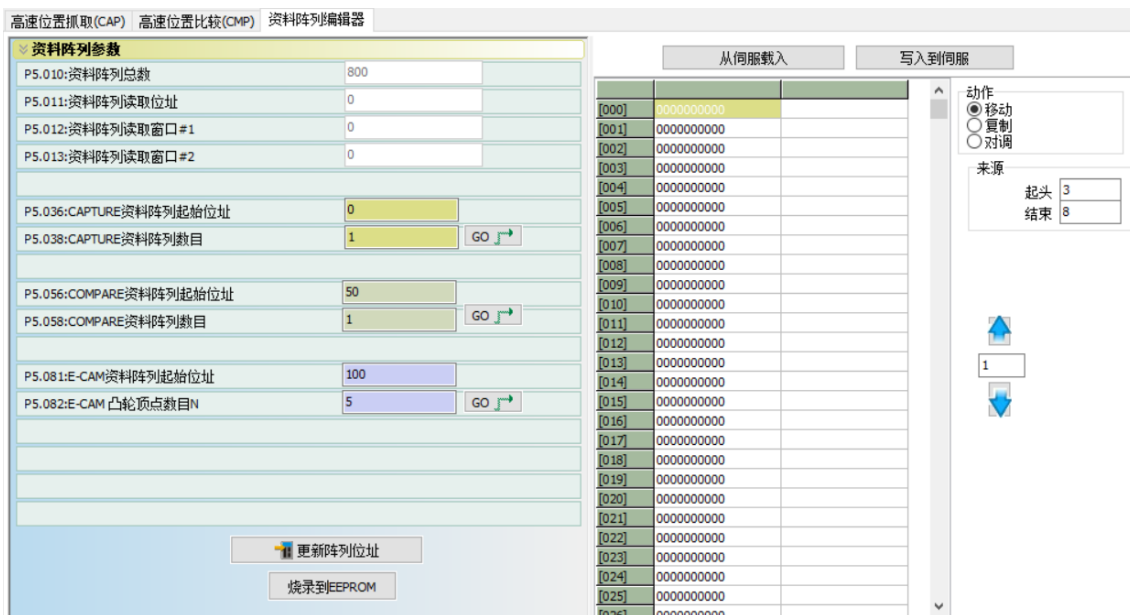 高速位置抓取(CAP) 高速位置比较(CMP) 资料阵列编辑器
资料阵列参数
P5.010:资料阵列总数 800
P5.011:资料阵列读取位址 0
P5.012:资料阵列读取窗口#1 0
P5.013:资料阵列读取窗口#2 0
P5.036:CAPTURE资料阵列起始位址 0
P5.038:CAPTURE资料阵列数目 1 GO
P5.056:COMPARE资料阵列起始位址 50
P5.058:COMPARE资料阵列数目 1 GO
P5.081:E-CAM资料阵列起始位址 100
P5.082:E-CAM 凸轮顶点数目N 5 GO
更新阵列位址
烧录到EEPROM
从伺服载入 写入到伺服
[000] 0000000000
[001] 0000000000
[002] 0000000000
[003] 0000000000
[004] 0000000000
[005] 0000000000
[006] 0000000000
[007] 0000000000
[008] 0000000000
[009] 0000000000
[010] 0000000000
[011] 0000000000
[012] 0000000000
[013] 0000000000
[014] 0000000000
[015] 0000000000
[016] 0000000000
[017] 0000000000
[018] 0000000000
[019] 0000000000
[020] 0000000000
[021] 0000000000
[022] 0000000000
[023] 0000000000
[024] 0000000000
[025] 0000000000
[026] 0000000000
动作
移动
复制
对调
来源
起头 3
结束 8
1